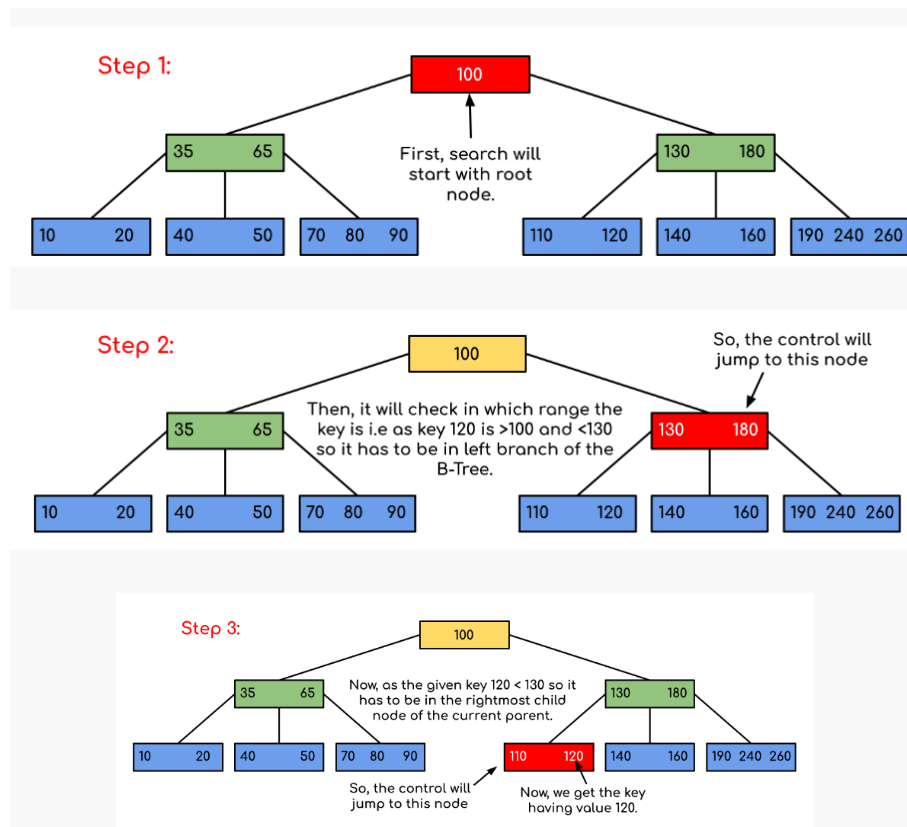 Step 1:
100
First, search will
start with root
node.
35 65
130 180
10 20
40 50
70 80 90
110 120
140 160
190 240 260
Step 2:
So, the control will
jump to this node
100
Then, it will check in which range the
key is i.e as key 120 is >100 and <130
so it has to be in left branch of the
B-Tree.
35 65
130 180
10 20
40 50
70 80 90
110 120
140 160
190 240 260
Step 3:
100
Now, as the given key 120 < 130 so it
has to be in the rightmost child
node of the current parent.
35 65
130 180
10 20
40 50
70 80 90
110 120
140 160
190 240 260
So, the control will
jump to this node
Now, we get the key
having value 120.